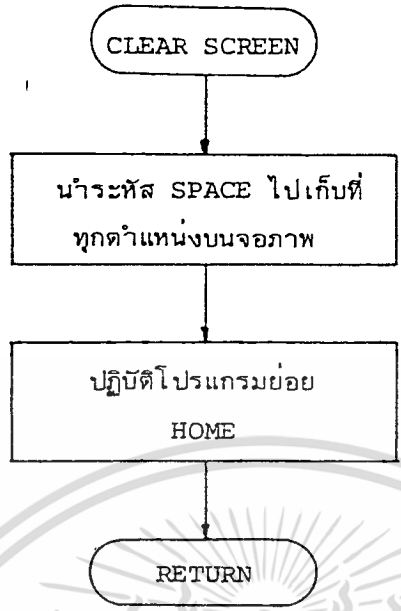 CLEAR SCREEN
นำระหัส SPACE ไปเก็บที่
ทุกตำแหน่งบนจอภาพ
ปฏิบัติโปรแกรมย่อย
HOME
RETURN